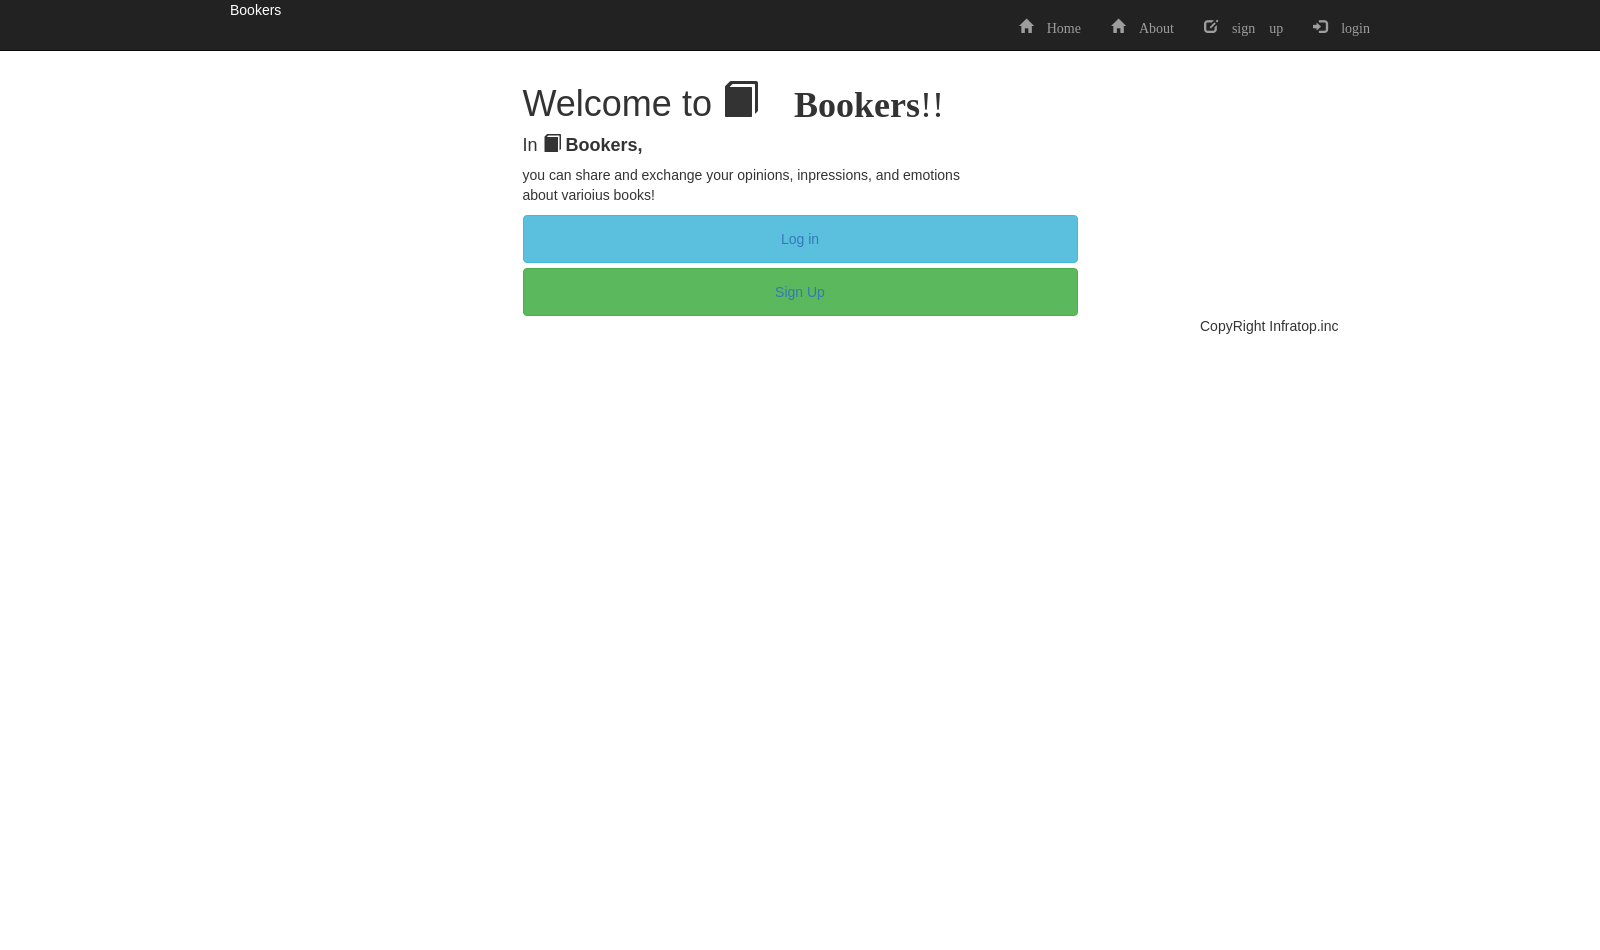 Bookers
Home About sign up login
Welcome to Bookers!!
In Bookers,
you can share and exchange your opinions, inpressions, and emotions
about varioius books!
Log in
Sign Up
CopyRight Infratop.inc